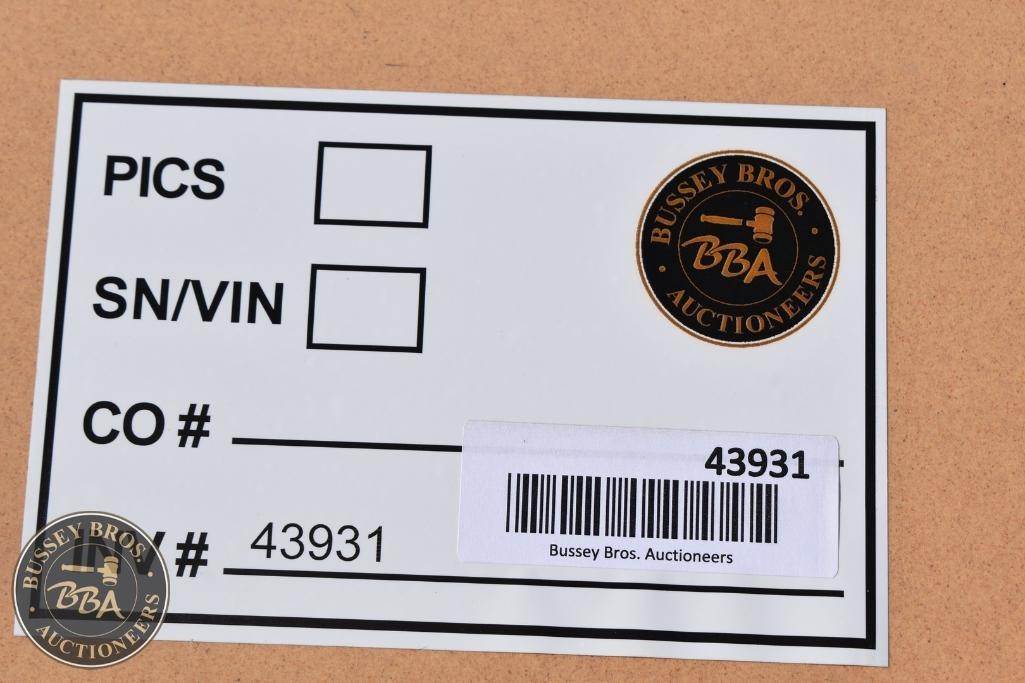 PICS
BUSSEY BROS.
BBA
AUCTIONEERS
SN/VIN
CO #
43931
Bussey Bros. Auctioneers
INV # 43931
BUSSEY BROS.
BBA
AUCTIONEERS